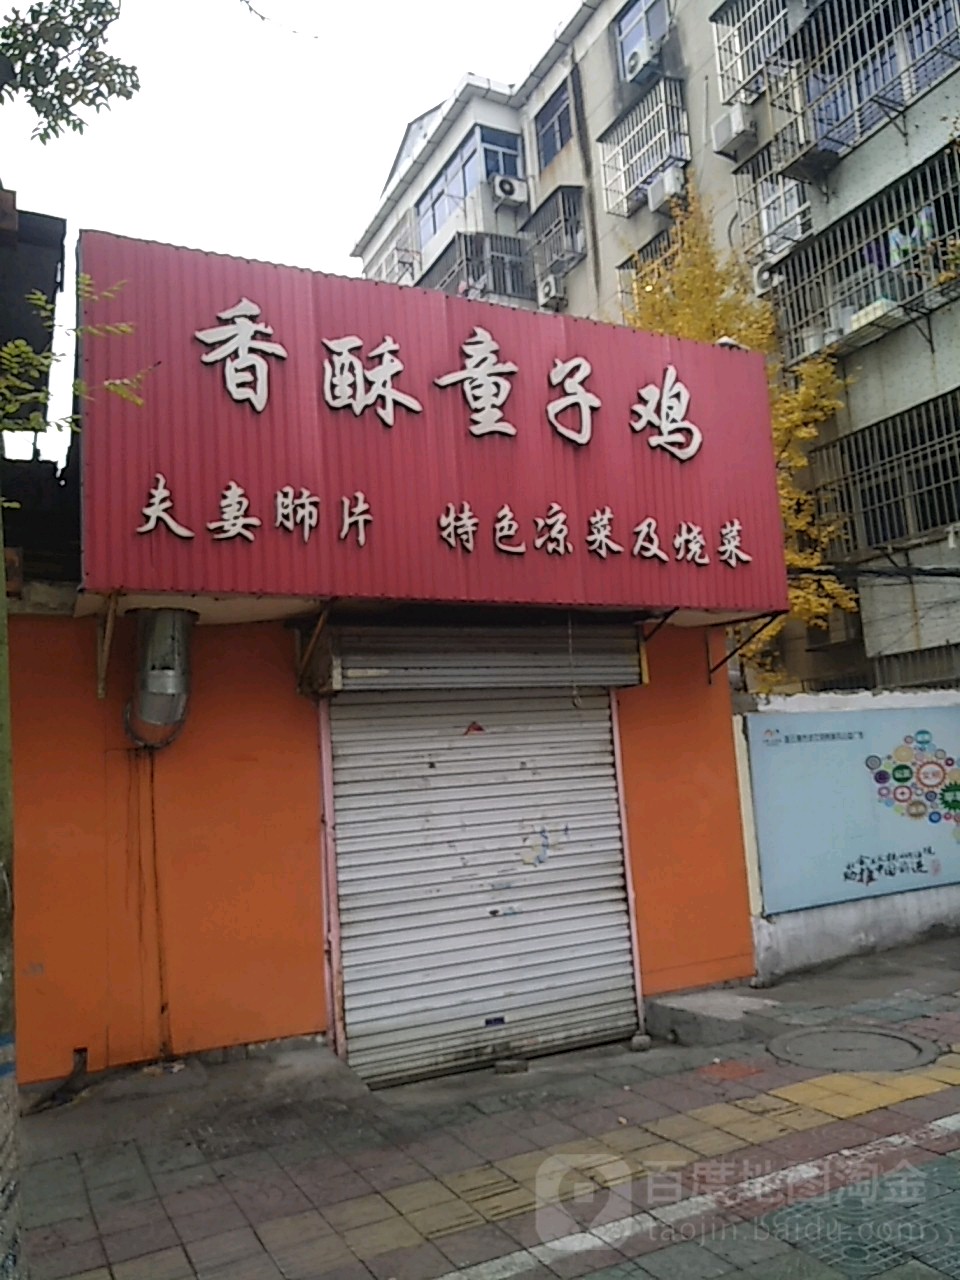 香酥童子鸡
夫妻肺片 特色凉菜及烧菜
百度地图淘金
taojin.baidu.com